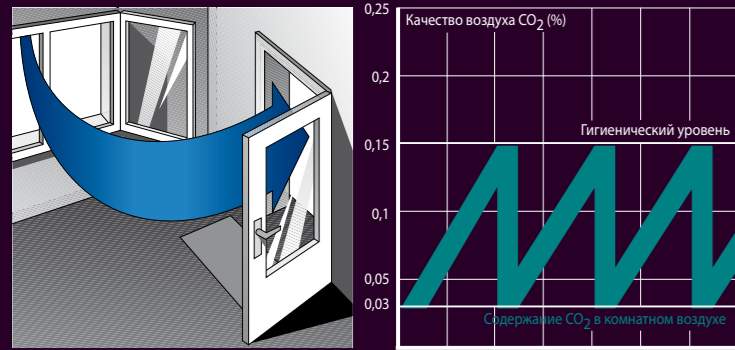 0,25
Качество воздуха CO2 (%)
0,2
Гигиенический уровень
0,15
0,1
0,05
0,03
Содержание CO2 в комнатном воздухе